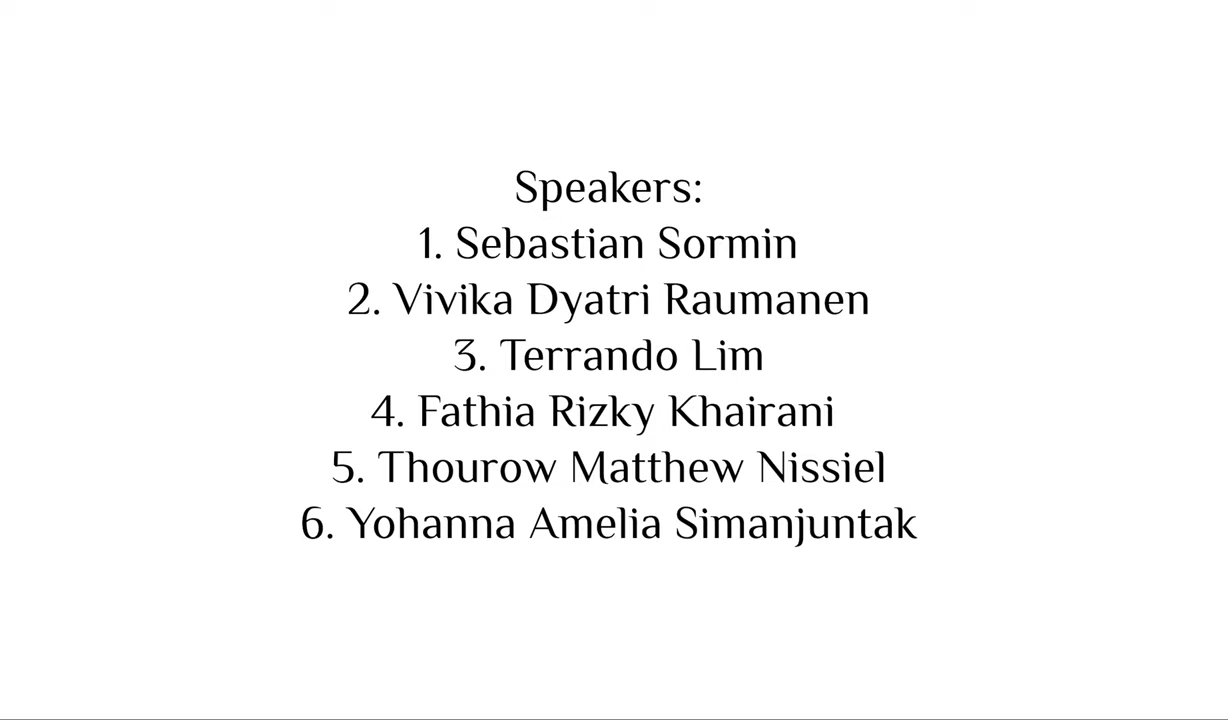 Speakers:
1. Sebastian Sormin
2. Vivika Dyatri Raumanen
3. Terrando Lim
4. Fathia Rizky Khairani
5. Thourow Matthew Nissiel
6. Yohanna Amelia Simanjuntak